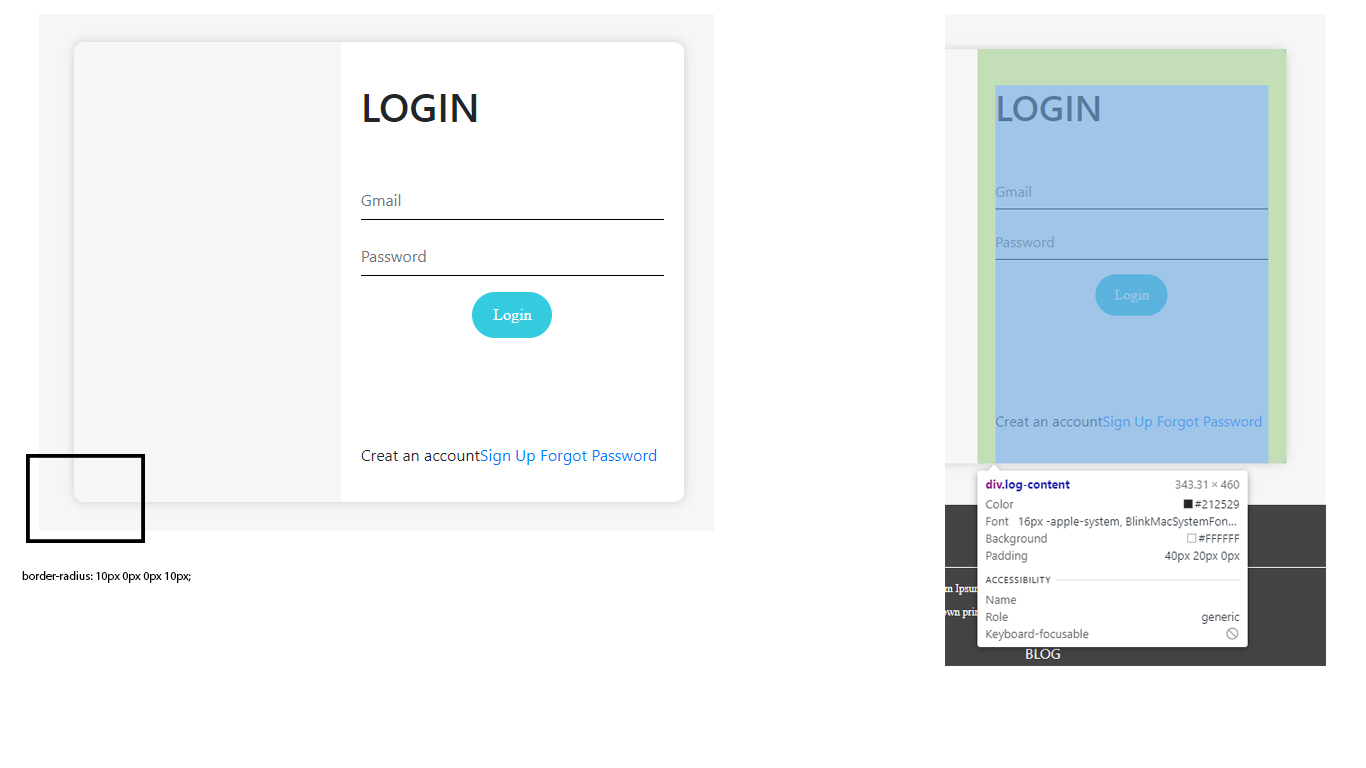 LOGIN
Gmail
Password
Login
Creat an accountSign Up Forgot Password
border-radius: 10px 0px 0px 10px;
LOGIN
Gmail
Password
Login
Creat an accountSign Up Forgot Password
div.log-content 343.31 × 460
Color #212529
Font 16px -apple-system, BlinkMacSystemFon...
Background #FFFFFF
Padding 40px 20px 0px
ACCESSIBILITY
Name
Role generic
Keyboard-focusable
m Ipsu
own prin
BLOG